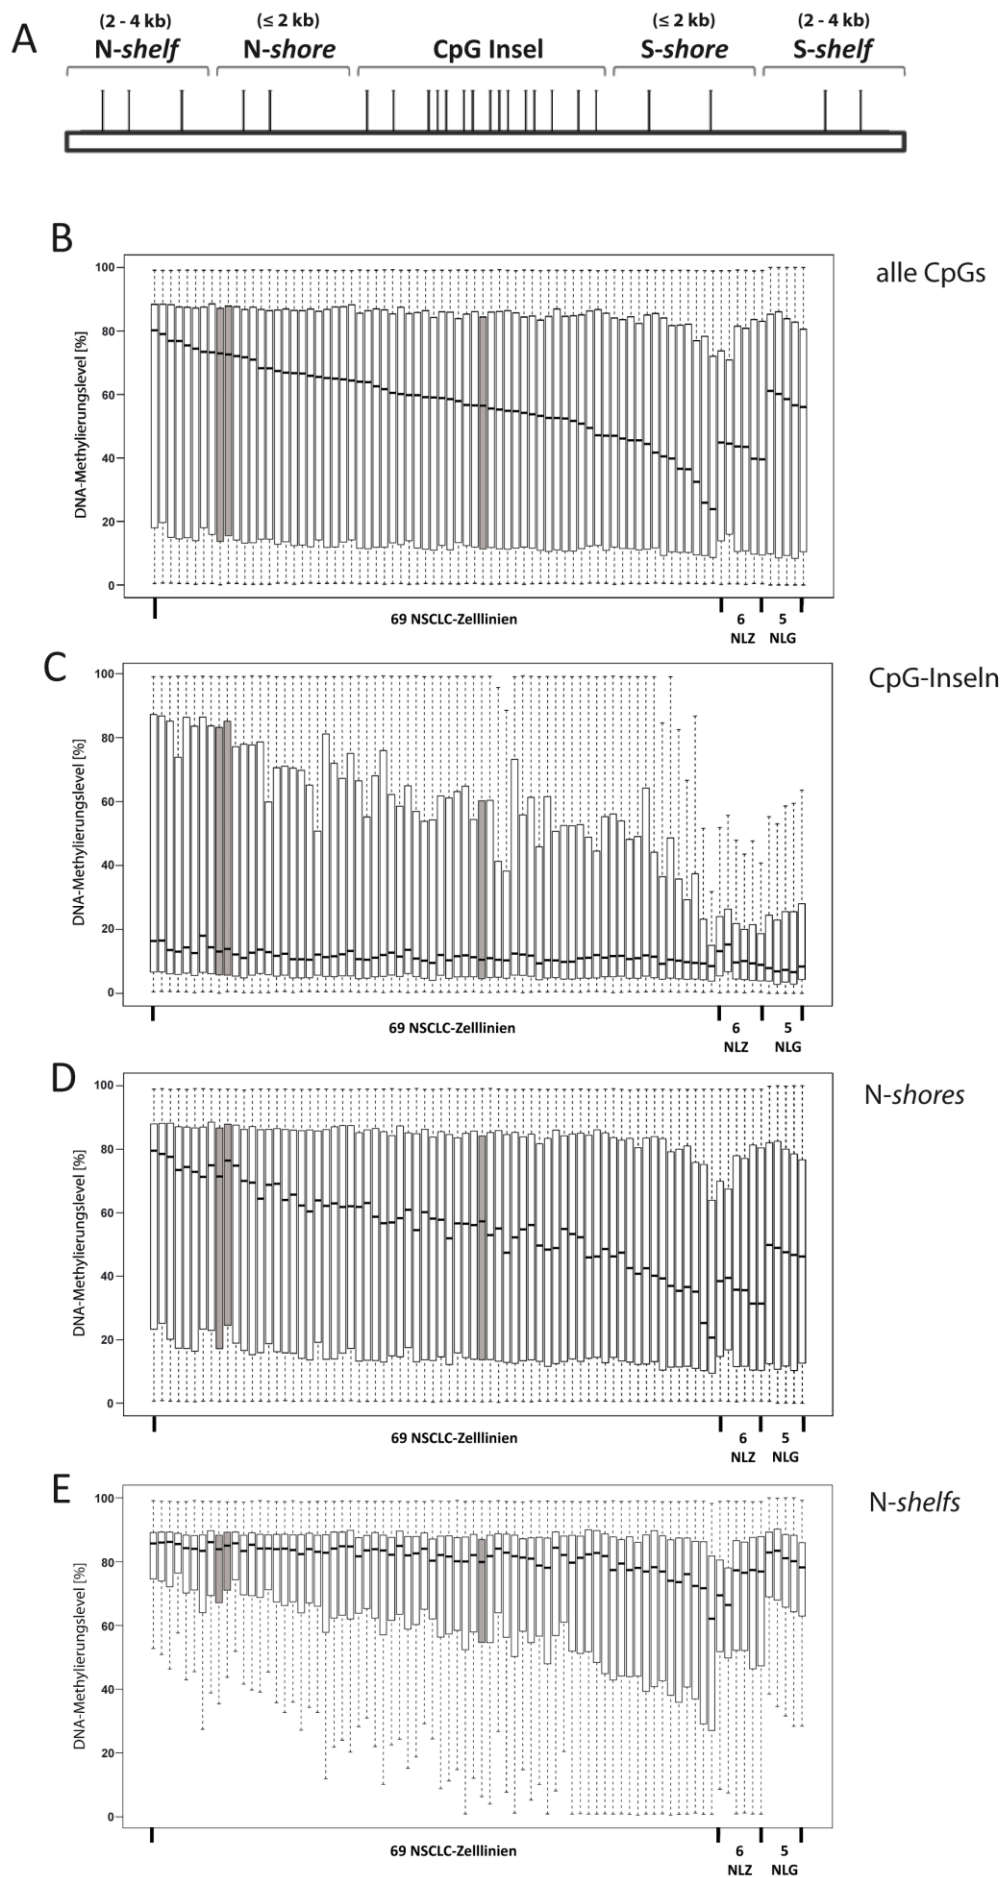 A
(2 - 4 kb)
(≤ 2 kb)
(≤ 2 kb)
(2 - 4 kb)
N-shelf
N-shore
CpG Insel
S-shore
S-shelf
B
alle CpGs
DNA-Methylierungslevel [%]
100
80
60
40
20
0
69 NSCLC-Zelllinien
6
NLZ
5
NLG
C
CpG-Inseln
DNA-Methylierungslevel [%]
100
80
60
40
20
0
69 NSCLC-Zelllinien
6
NLZ
5
NLG
D
N-shores
DNA-Methylierungslevel [%]
100
80
60
40
20
0
69 NSCLC-Zelllinien
6
NLZ
5
NLG
E
N-shelfs
DNA-Methylierungslevel [%]
100
80
60
40
20
0
69 NSCLC-Zelllinien
6
NLZ
5
NLG